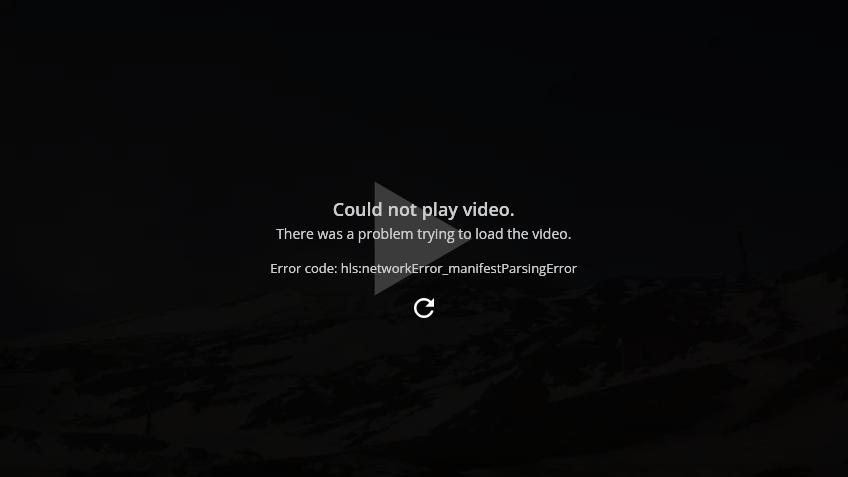 Could not play video.
There was a problem trying to load the video.
Error code: hls:networkError_manifestParsingError